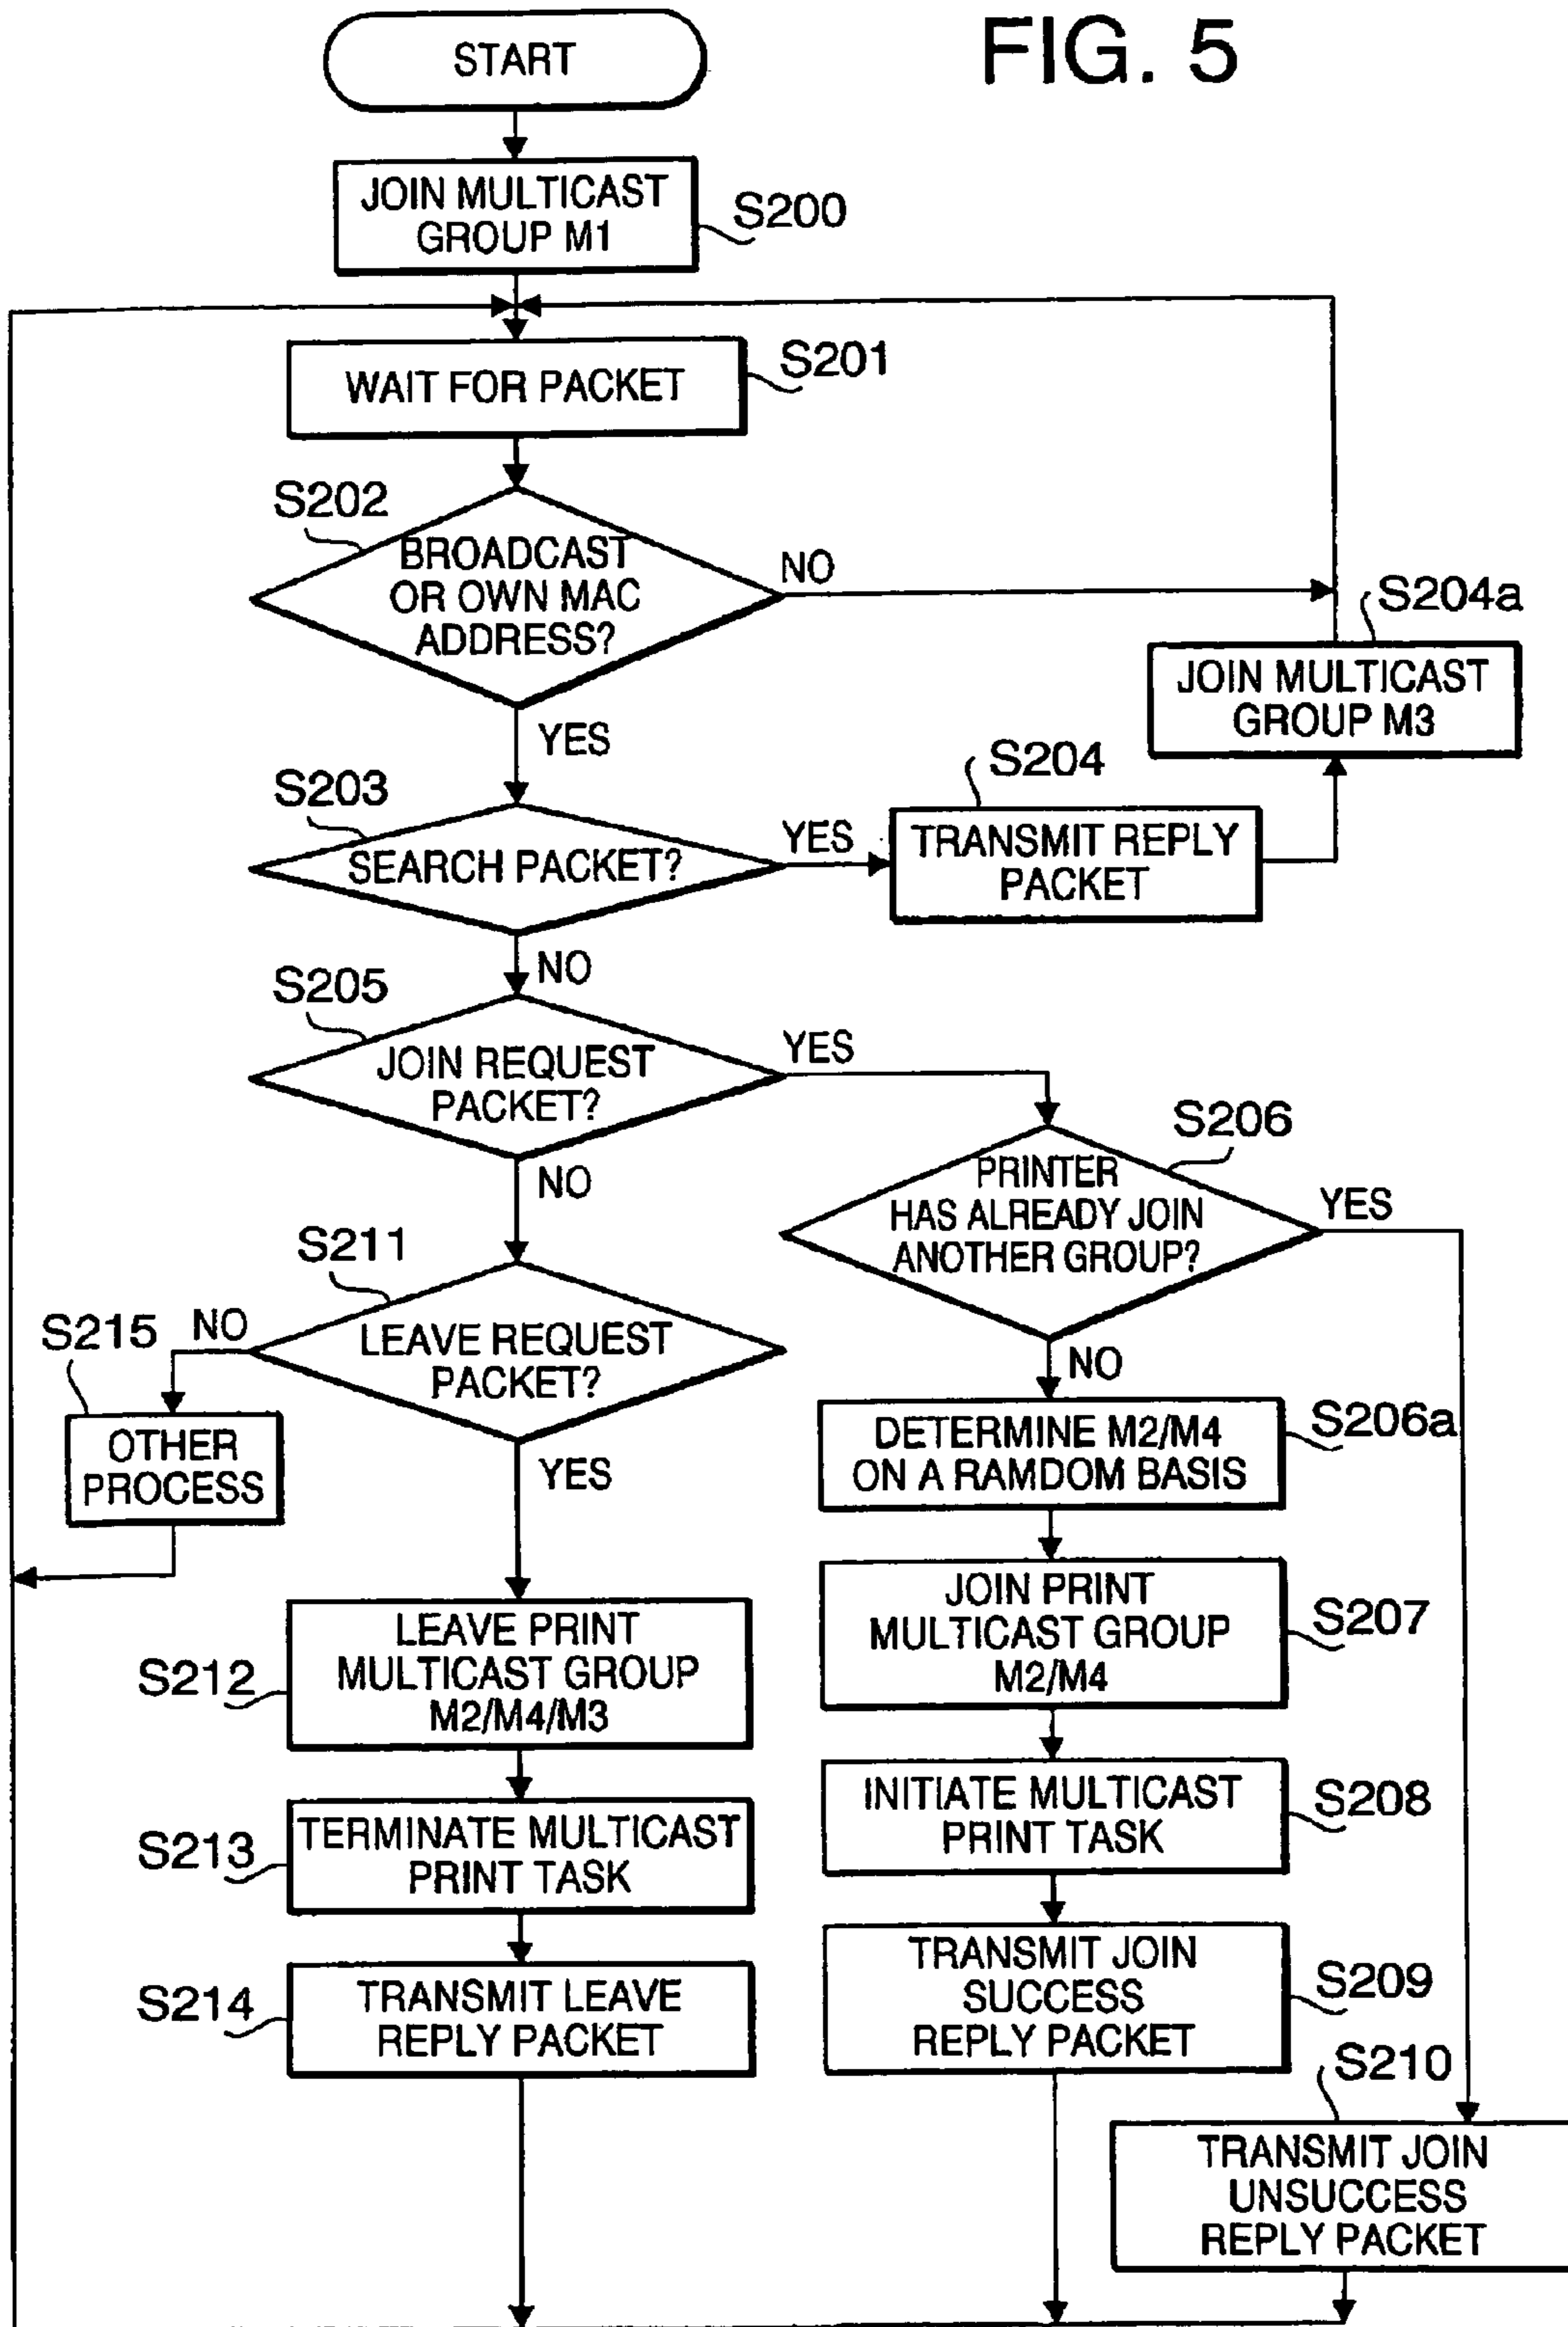 FIG. 5
START
JOIN MULTICAST
GROUP M1
S200
WAIT FOR PACKET
S201
S202
BROADCAST
OR OWN MAC
ADDRESS?
NO
YES
S204a
JOIN MULTICAST
GROUP M3
S203
SEARCH PACKET?
YES
NO
S204
TRANSMIT REPLY
PACKET
S205
JOIN REQUEST
PACKET?
YES
NO
S206
PRINTER
HAS ALREADY JOIN
ANOTHER GROUP?
YES
NO
S211
LEAVE REQUEST
PACKET?
NO
YES
S215
OTHER
PROCESS
DETERMINE M2/M4
ON A RAMDOM BASIS
S206a
JOIN PRINT
MULTICAST GROUP
M2/M4
S207
S212
LEAVE PRINT
MULTICAST GROUP
M2/M4/M3
INITIATE MULTICAST
PRINT TASK
S208
S213
TERMINATE MULTICAST
PRINT TASK
TRANSMIT JOIN
SUCCESS
REPLY PACKET
S209
S214
TRANSMIT LEAVE
REPLY PACKET
S210
TRANSMIT JOIN
UNSUCCESS
REPLY PACKET